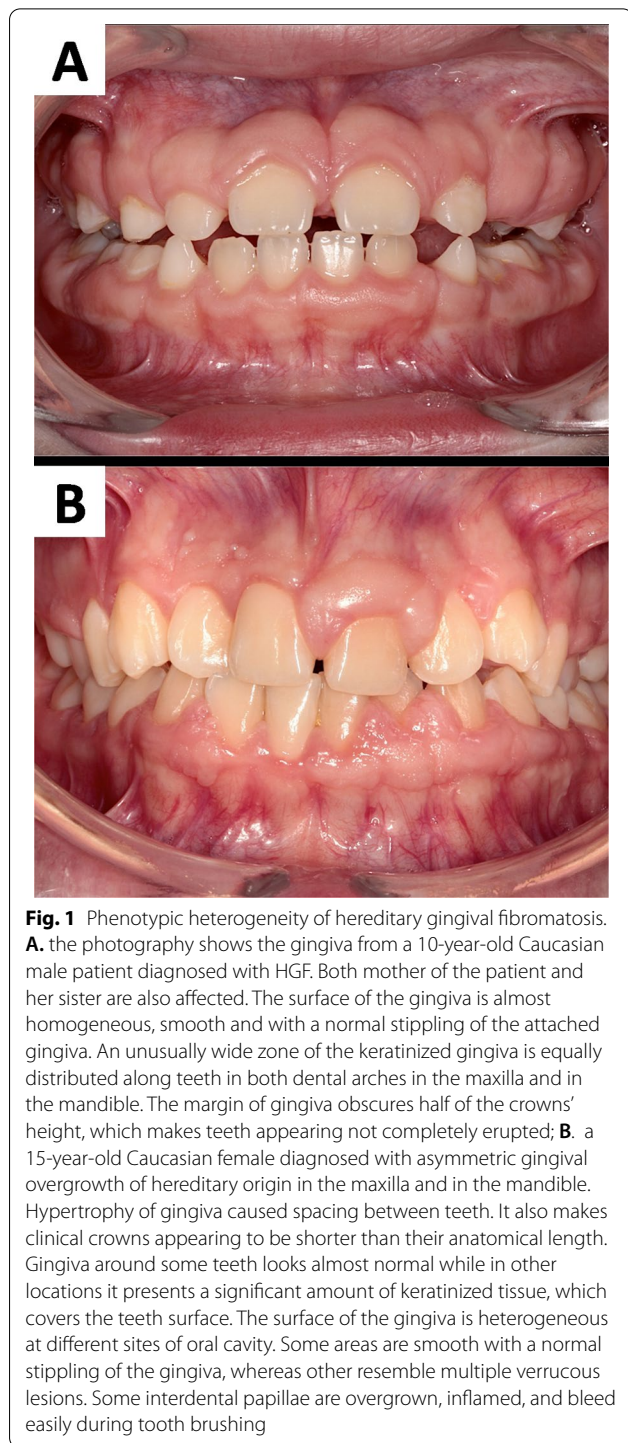 A
B
Fig. 1 Phenotypic heterogeneity of hereditary gingival fibromatosis.
A. the photography shows the gingiva from a 10-year-old Caucasian
male patient diagnosed with HGF. Both mother of the patient and
her sister are also affected. The surface of the gingiva is almost
homogeneous, smooth and with a normal stippling of the attached
gingiva. An unusually wide zone of the keratinized gingiva is equally
distributed along teeth in both dental arches in the maxilla and in
the mandible. The margin of gingiva obscures half of the crowns'
height, which makes teeth appearing not completely erupted; B. a
15-year-old Caucasian female diagnosed with asymmetric gingival
overgrowth of hereditary origin in the maxilla and in the mandible.
Hypertrophy of gingiva caused spacing between teeth. It also makes
clinical crowns appearing to be shorter than their anatomical length.
Gingiva around some teeth looks almost normal while in other
locations it presents a significant amount of keratinized tissue, which
covers the teeth surface. The surface of the gingiva is heterogeneous
at different sites of oral cavity. Some areas are smooth with a normal
stippling of the gingiva, whereas other resemble multiple verrucous
lesions. Some interdental papillae are overgrown, inflamed, and bleed
easily during tooth brushing